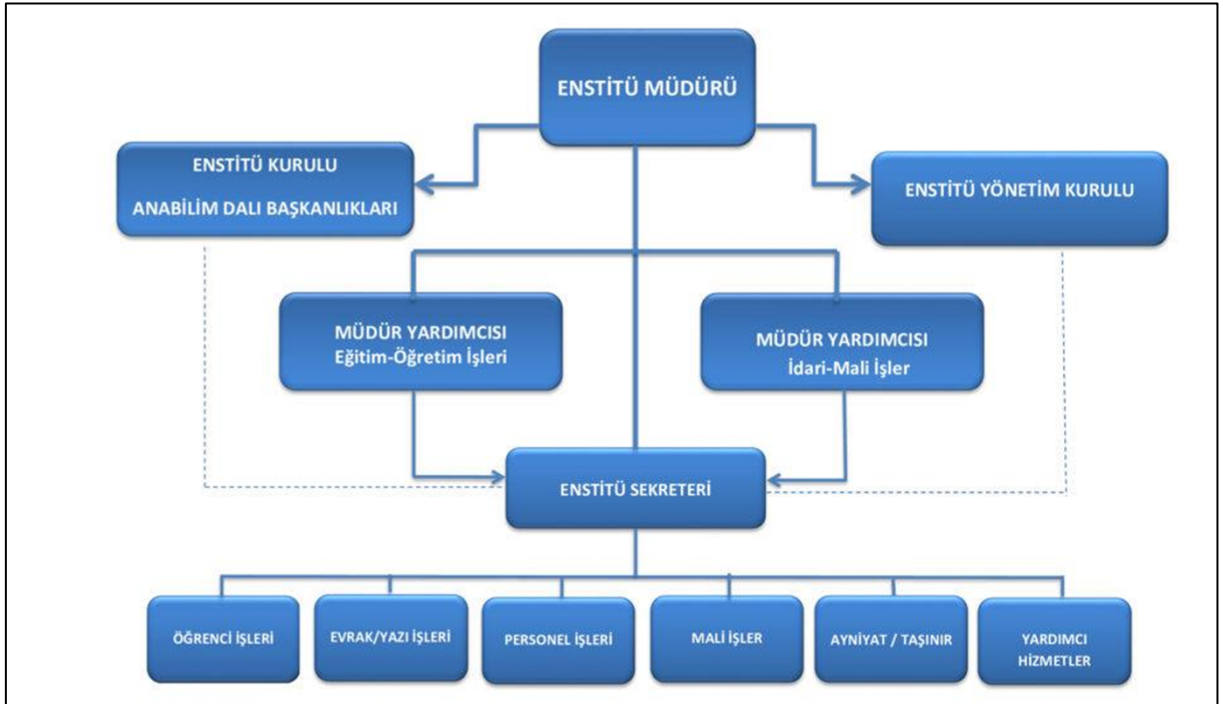 ENSTİTÜ MÜDÜRÜ
ENSTİTÜ KURULU
ANABİLİM DALI BAŞKANLIKLARI
ENSTİTÜ YÖNETİM KURULU
MÜDÜR YARDIMCISI
Eğitim-Öğretim İşleri
MÜDÜR YARDIMCISI
İdari-Mali İşler
ENSTİTÜ SEKRETERİ
ÖĞRENCİ İŞLERİ
EVRAK/YAZI İŞLERİ
PERSONEL İŞLERİ
MALİ İŞLER
AYNİYAT / TAŞINIR
YARDIMCI
HİZMETLER